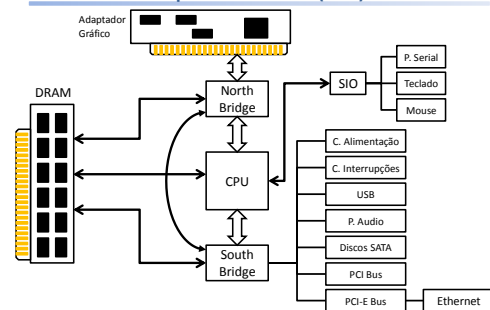 Adaptador
Gráfico
DRAM
North
Bridge
CPU
South
Bridge
SIO
P. Serial
Teclado
Mouse
C. Alimentação
C. Interrupções
USB
P. Audio
Discos SATA
PCI Bus
PCI-E Bus
Ethernet